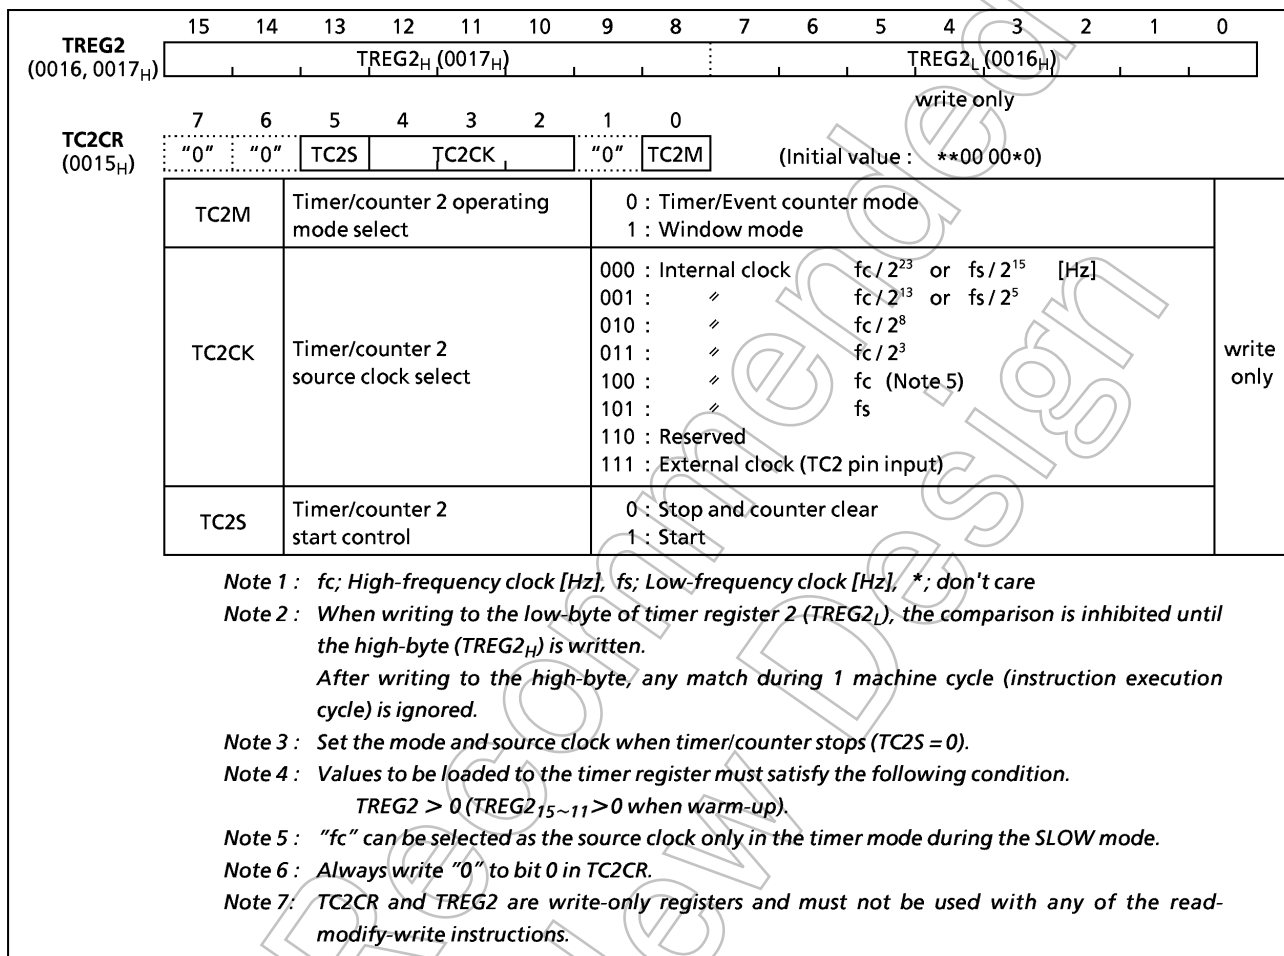 15 14 13 12 11 10 9 8 7 6 5 4 3 2 1 0
TREG2
(0016, 0017H)
TREG2H (0017H) TREG2L (0016H)
write only
7 6 5 4 3 2 1 0
TC2CR
(0015H)
"0" "0" TC2S TC2CK "0" TC2M (Initial value : **00 00*0)
TC2M
Timer/counter 2 operating
mode select
0 : Timer/Event counter mode
1 : Window mode
TC2CK
Timer/counter 2
source clock select
000 : Internal clock fc / 2²³ or fs / 2¹⁵ [Hz]
001 : 〃 fc / 2¹³ or fs / 2⁵
010 : 〃 fc / 2⁸
011 : 〃 fc / 2³
100 : 〃 fc (Note 5)
101 : 〃 fs
110 : Reserved
111 : External clock (TC2 pin input)
TC2S
Timer/counter 2
start control
0 : Stop and counter clear
1 : Start
write
only
Note 1 : fc; High-frequency clock [Hz], fs; Low-frequency clock [Hz], *; don't care
Note 2 : When writing to the low-byte of timer register 2 (TREG2L), the comparison is inhibited until
the high-byte (TREG2H) is written.
After writing to the high-byte, any match during 1 machine cycle (instruction execution
cycle) is ignored.
Note 3 : Set the mode and source clock when timer/counter stops (TC2S = 0).
Note 4 : Values to be loaded to the timer register must satisfy the following condition.
TREG2 > 0 (TREG2₁₅~₁₁ > 0 when warm-up).
Note 5 : "fc" can be selected as the source clock only in the timer mode during the SLOW mode.
Note 6 : Always write "0" to bit 0 in TC2CR.
Note 7: TC2CR and TREG2 are write-only registers and must not be used with any of the read-
modify-write instructions.
Recommended
New Design